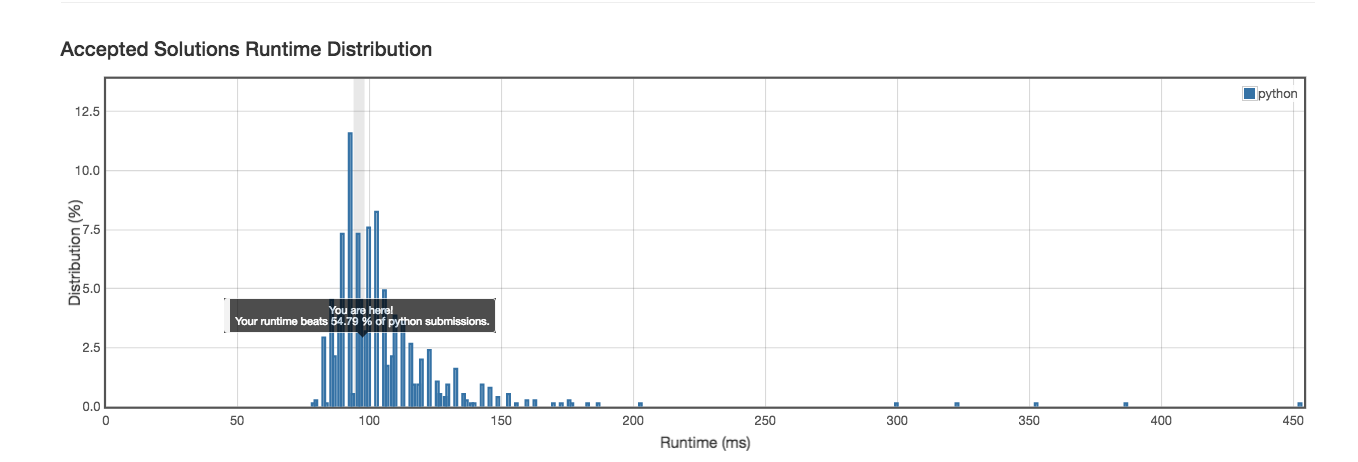 Accepted Solutions Runtime Distribution
python
12.5
10.0
7.5
5.0
2.5
0.0
Distribution (%)
You are here!
Your runtime beats 54.79 % of python submissions.
0 50 100 150 200 250 300 350 400 450
Runtime (ms)